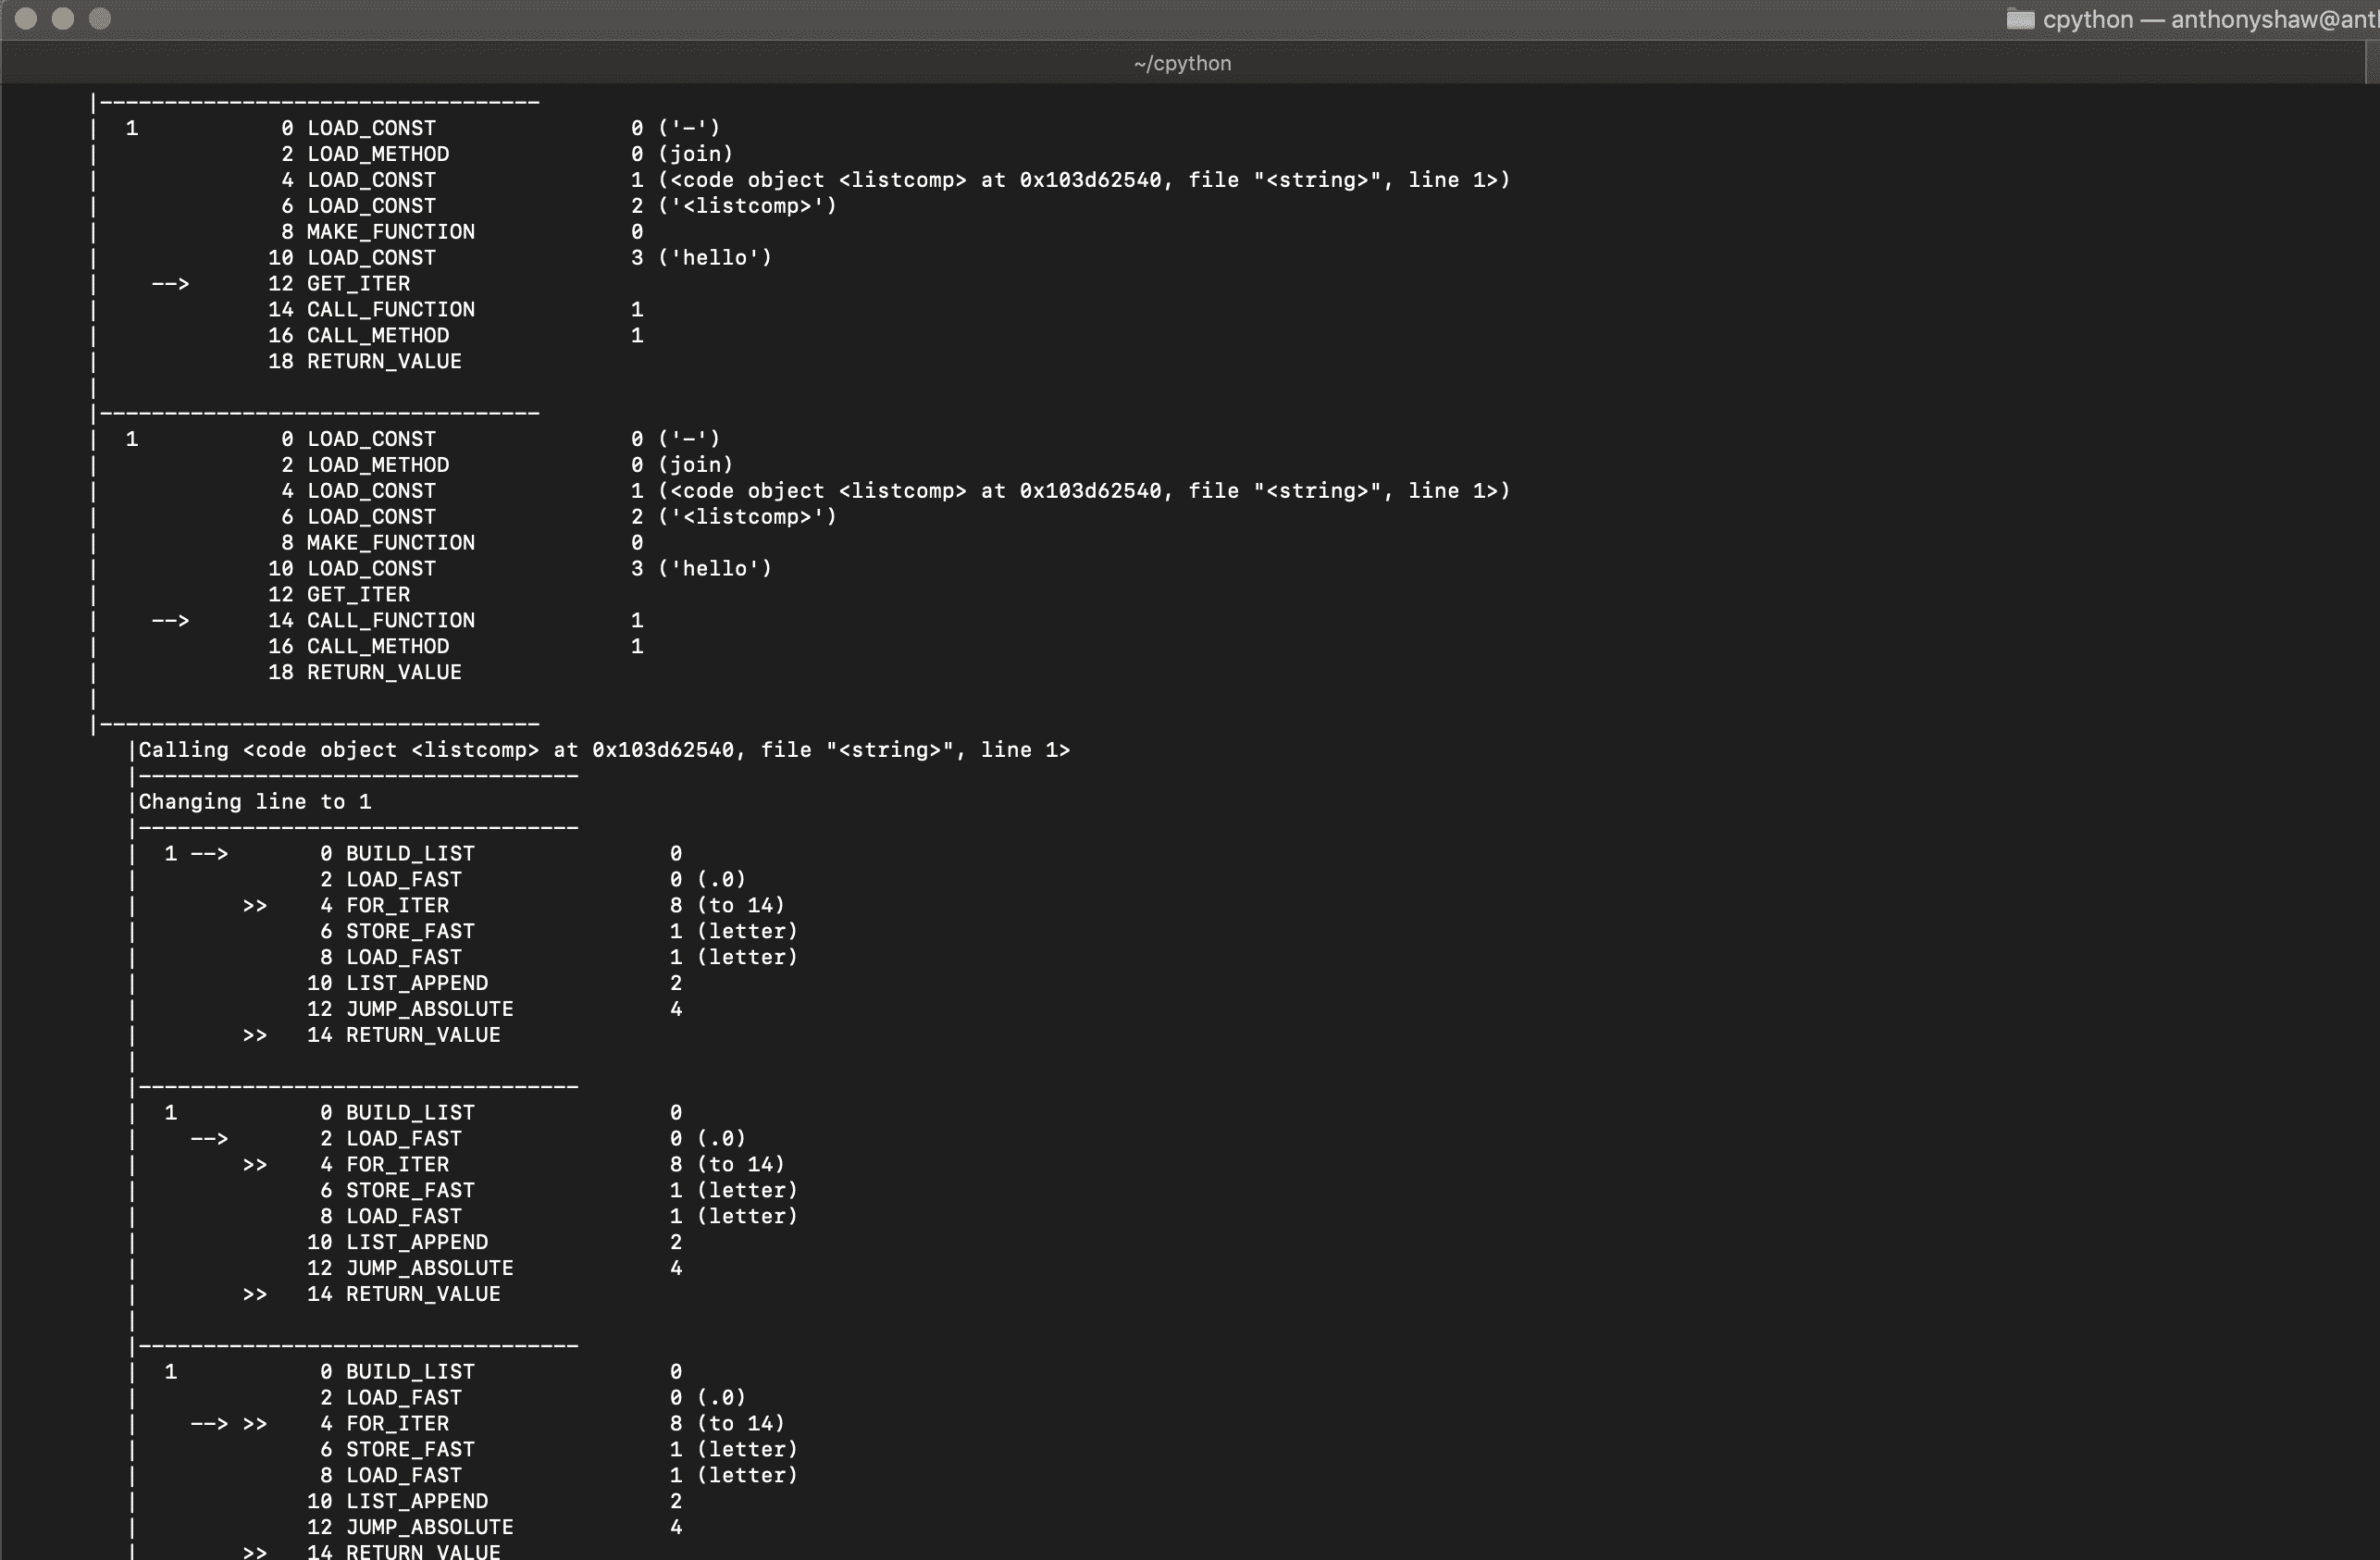 cpython — anthonyshaw@ant
~/cpython
|----------------------------------
|  1           0 LOAD_CONST               0 ('-')
|              2 LOAD_METHOD              0 (join)
|              4 LOAD_CONST               1 (<code object <listcomp> at 0x103d62540, file "<string>", line 1>)
|              6 LOAD_CONST               2 ('<listcomp>')
|              8 MAKE_FUNCTION            0
|             10 LOAD_CONST               3 ('hello')
|    -->      12 GET_ITER
|             14 CALL_FUNCTION            1
|             16 CALL_METHOD              1
|             18 RETURN_VALUE
|
|----------------------------------
|  1           0 LOAD_CONST               0 ('-')
|              2 LOAD_METHOD              0 (join)
|              4 LOAD_CONST               1 (<code object <listcomp> at 0x103d62540, file "<string>", line 1>)
|              6 LOAD_CONST               2 ('<listcomp>')
|              8 MAKE_FUNCTION            0
|             10 LOAD_CONST               3 ('hello')
|             12 GET_ITER
|    -->      14 CALL_FUNCTION            1
|             16 CALL_METHOD              1
|             18 RETURN_VALUE
|
|----------------------------------
   |Calling <code object <listcomp> at 0x103d62540, file "<string>", line 1>
   |----------------------------------
   |Changing line to 1
   |----------------------------------
   |  1 -->       0 BUILD_LIST               0
   |              2 LOAD_FAST                0 (.0)
   |        >>    4 FOR_ITER                 8 (to 14)
   |              6 STORE_FAST               1 (letter)
   |              8 LOAD_FAST                1 (letter)
   |             10 LIST_APPEND              2
   |             12 JUMP_ABSOLUTE            4
   |        >>   14 RETURN_VALUE
   |
   |----------------------------------
   |  1           0 BUILD_LIST               0
   |    -->       2 LOAD_FAST                0 (.0)
   |        >>    4 FOR_ITER                 8 (to 14)
   |              6 STORE_FAST               1 (letter)
   |              8 LOAD_FAST                1 (letter)
   |             10 LIST_APPEND              2
   |             12 JUMP_ABSOLUTE            4
   |        >>   14 RETURN_VALUE
   |
   |----------------------------------
   |  1           0 BUILD_LIST               0
   |              2 LOAD_FAST                0 (.0)
   |    --> >>    4 FOR_ITER                 8 (to 14)
   |              6 STORE_FAST               1 (letter)
   |              8 LOAD_FAST                1 (letter)
   |             10 LIST_APPEND              2
   |             12 JUMP_ABSOLUTE            4
   |        >>   14 RETURN_VALUE